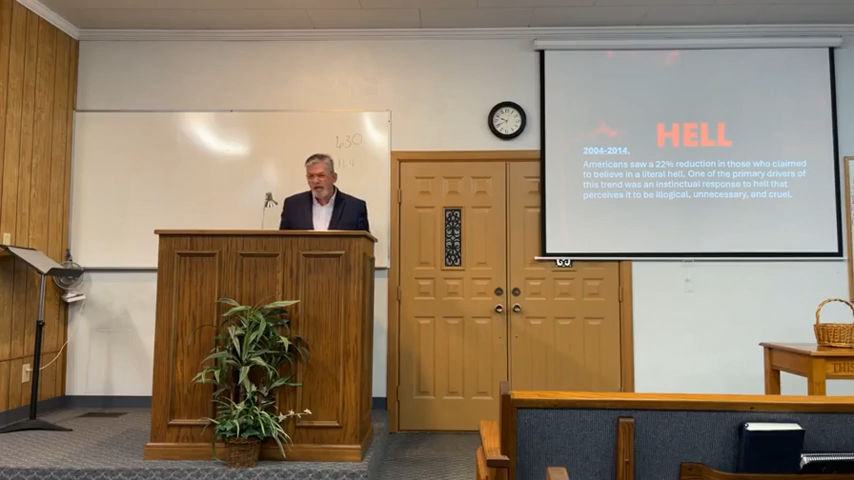 630
HELL
2004-2014,
Americans saw a 22% reduction in those who claimed
to believe in a literal hell. One of the primary drivers of
this trend was an instinctual response to hell that
perceives it to be illogical, unnecessary, and cruel.
THIS